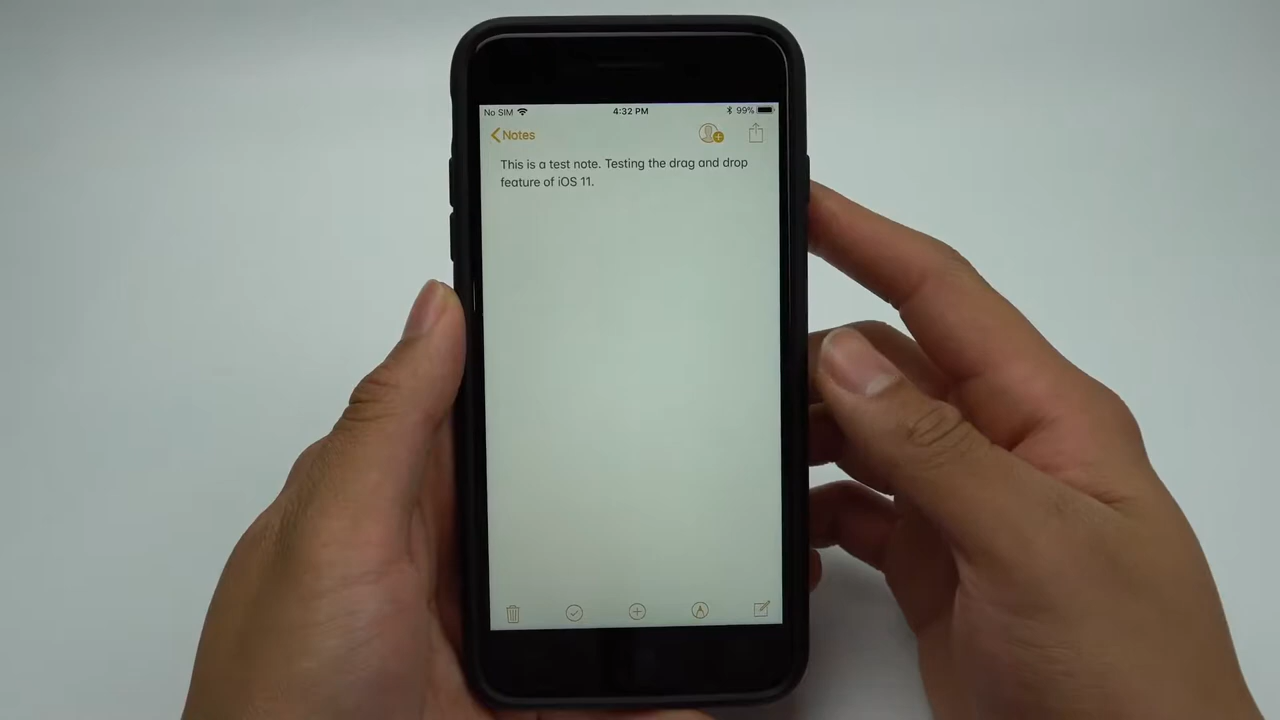 No SIM 4:32 PM 99%
Notes
This is a test note. Testing the drag and drop
feature of iOS 11.